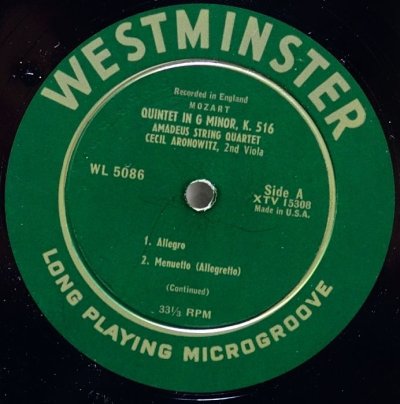 WESTMINSTER
Recorded in England
MOZART
QUINTET IN G MINOR, K. 516
AMADEUS STRING QUARTET
CECIL ARONOWITZ, 2nd Viola
WL 5086
Side A
XTV 15308
Made in U.S.A.
1. Allegro
2. Menuetto (Allegretto)
(Continued)
33⅓ RPM
LONG PLAYING MICROGROOVE